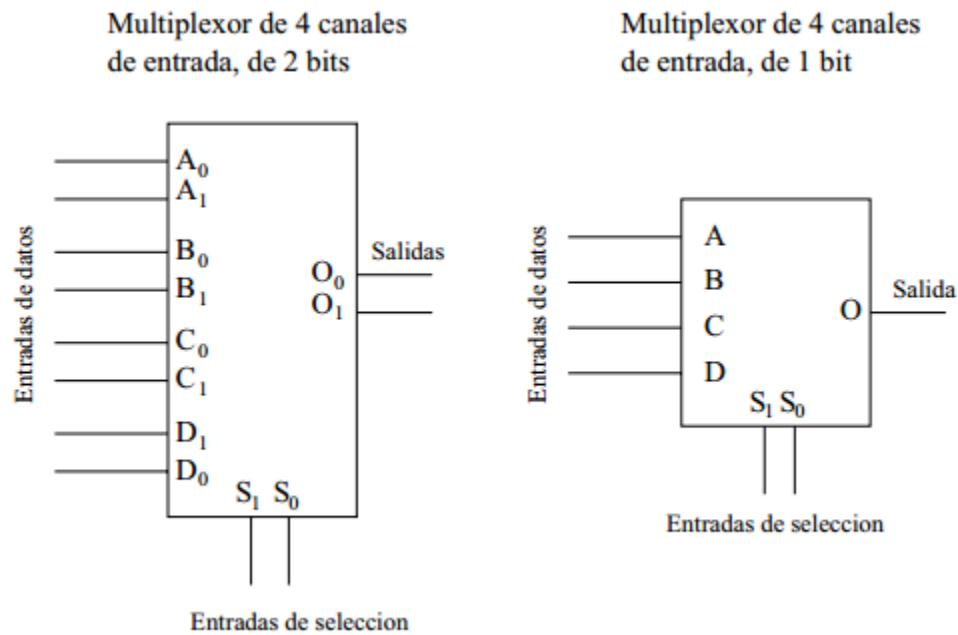 Multiplexor de 4 canales
de entrada, de 2 bits
Entradas de datos
A₀
A₁
B₀
B₁
C₀
C₁
D₁
D₀
S₁ S₀
O₀
O₁
Salidas
Entradas de seleccion
Multiplexor de 4 canales
de entrada, de 1 bit
Entradas de datos
A
B
C
D
S₁ S₀
O
Salida
Entradas de seleccion